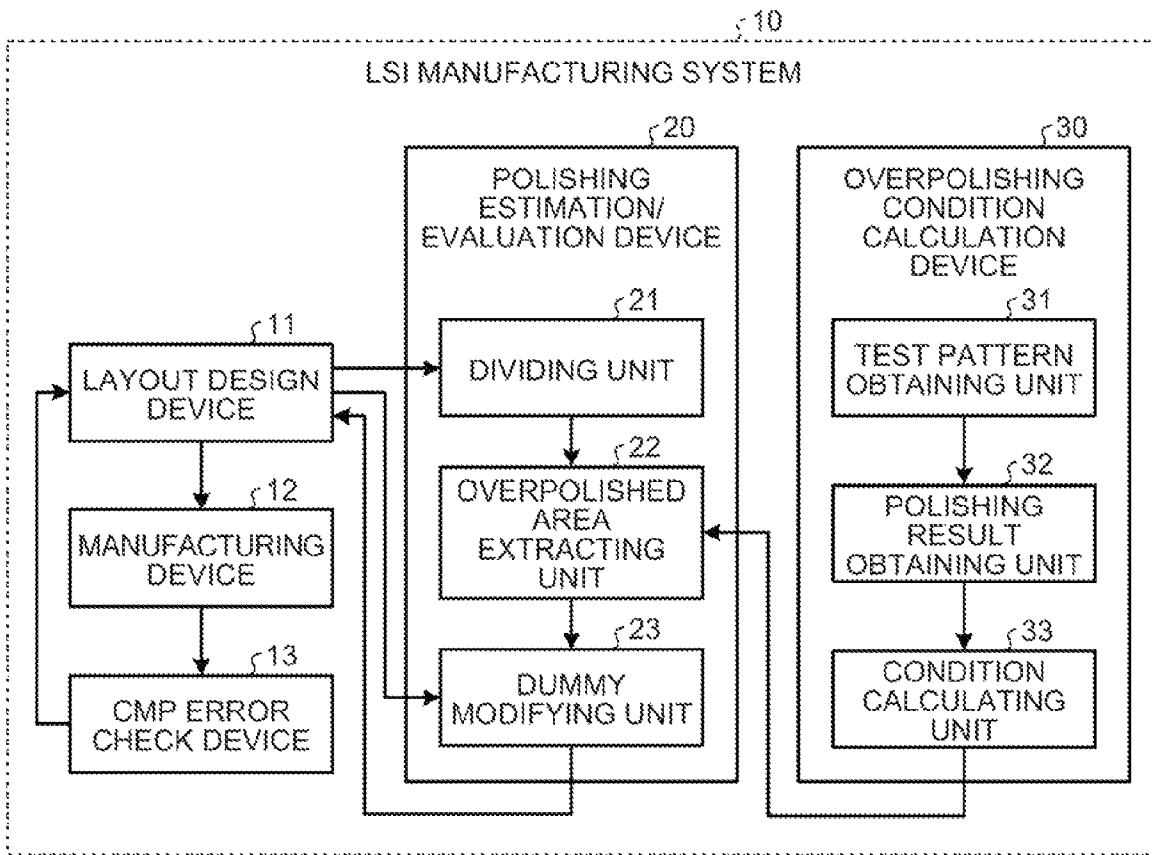 10
LSI MANUFACTURING SYSTEM
20
POLISHING
ESTIMATION/
EVALUATION DEVICE
30
OVERPOLISHING
CONDITION
CALCULATION
DEVICE
11
LAYOUT DESIGN
DEVICE
12
MANUFACTURING
DEVICE
13
CMP ERROR
CHECK DEVICE
21
DIVIDING UNIT
22
OVERPOLISHED
AREA
EXTRACTING
UNIT
23
DUMMY
MODIFYING UNIT
31
TEST PATTERN
OBTAINING UNIT
32
POLISHING
RESULT
OBTAINING UNIT
33
CONDITION
CALCULATING
UNIT